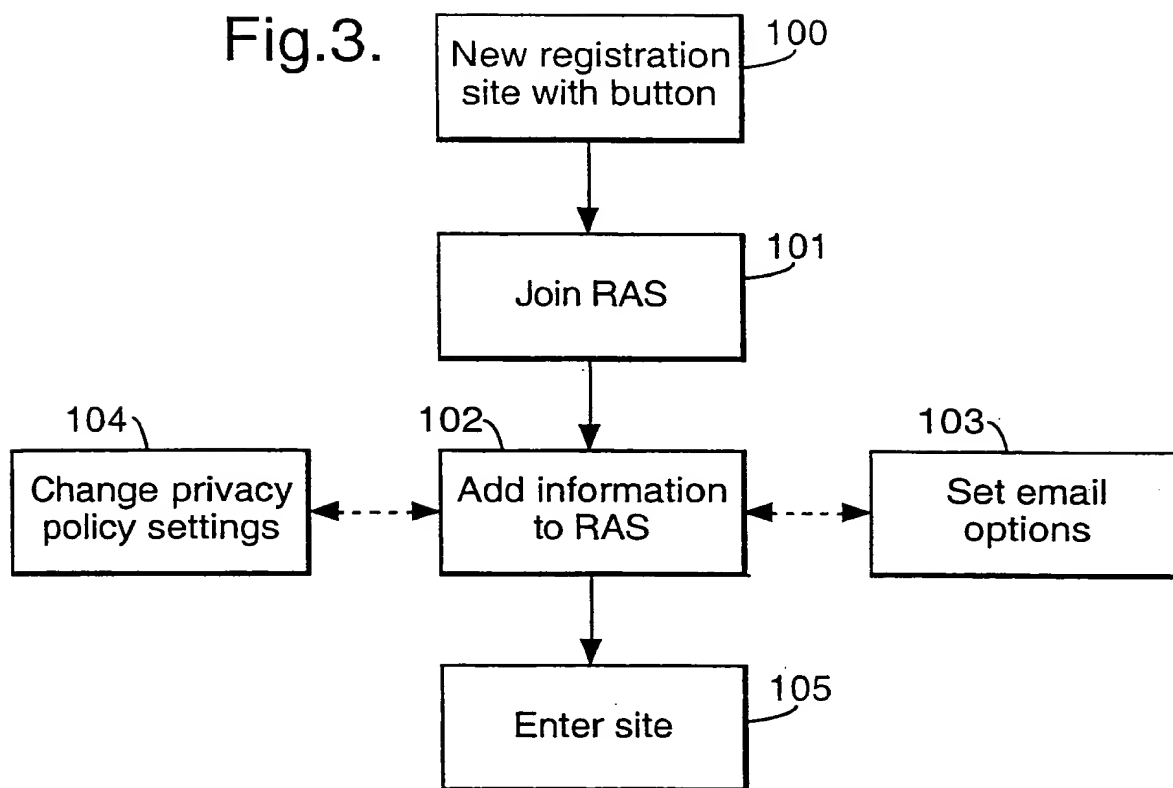 Fig.3.
100
New registration
site with button
101
Join RAS
104
102
103
Change privacy
policy settings
Add information
to RAS
Set email
options
105
Enter site